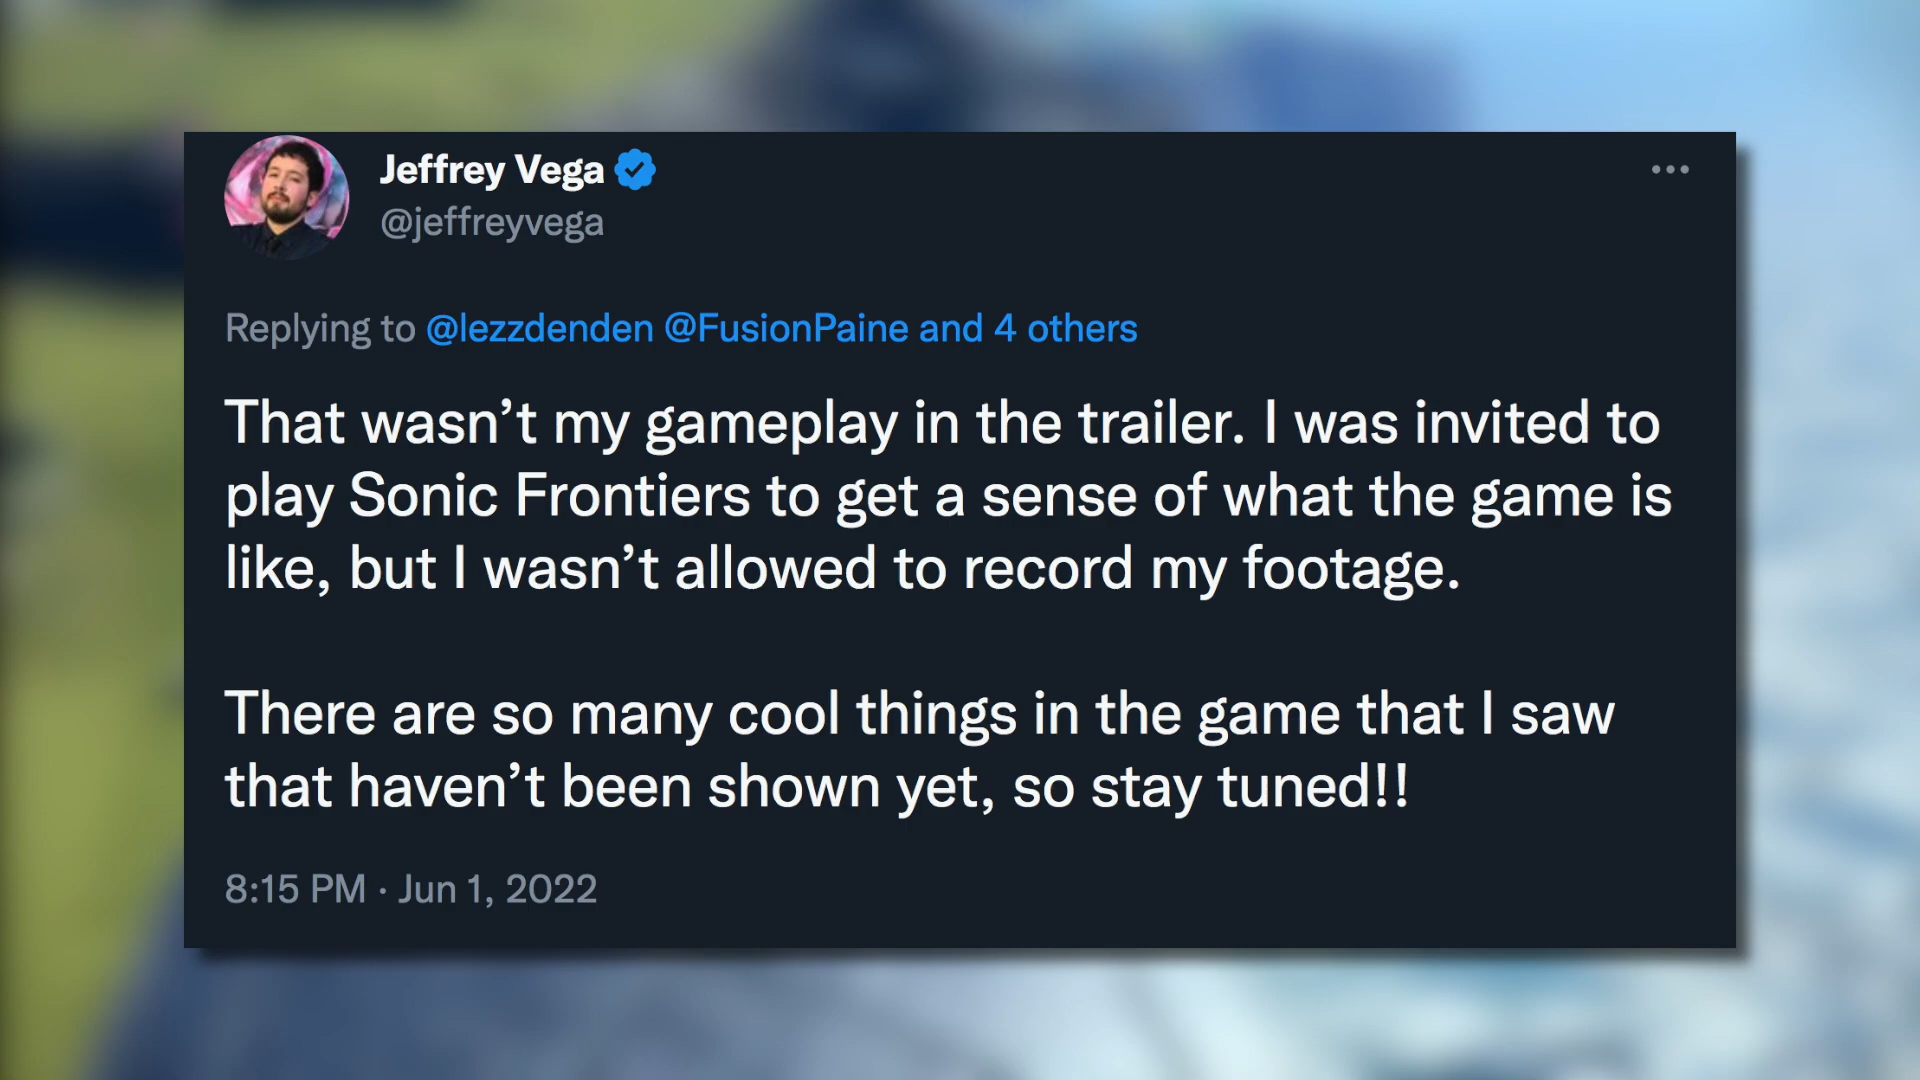 Jeffrey Vega
@jeffreyvega
Replying to @lezzdenden @FusionPaine and 4 others
That wasn’t my gameplay in the trailer. I was invited to
play Sonic Frontiers to get a sense of what the game is
like, but I wasn’t allowed to record my footage.
There are so many cool things in the game that I saw
that haven’t been shown yet, so stay tuned!!
8:15 PM · Jun 1, 2022